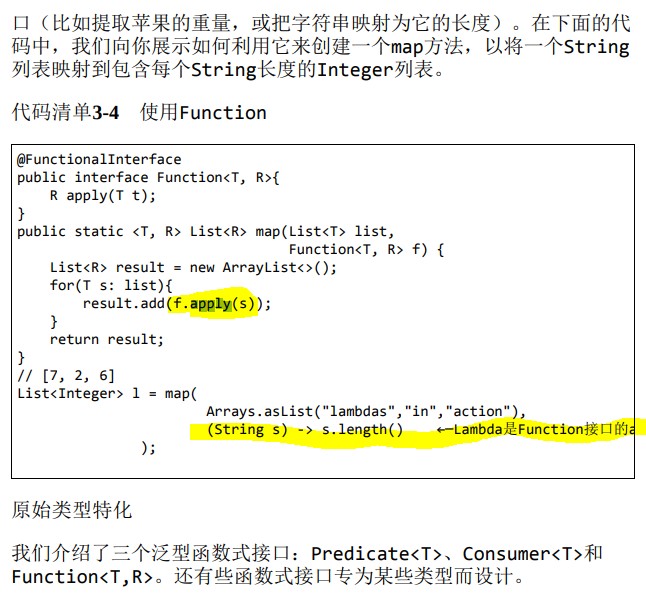 口（比如提取苹果的重量，或把字符串映射为它的长度）。在下面的代
码中，我们向你展示如何利用它来创建一个map方法，以将一个String
列表映射到包含每个String长度的Integer列表。
代码清单3-4　使用Function
@FunctionalInterface
public interface Function<T, R>{
    R apply(T t);
}
public static <T, R> List<R> map(List<T> list,
                                 Function<T, R> f) {
    List<R> result = new ArrayList<>();
    for(T s: list){
        result.add(f.apply(s));
    }
    return result;
}
// [7, 2, 6]
List<Integer> l = map(
                       Arrays.asList("lambdas","in","action"),
                       (String s) -> s.length()    ←—Lambda是Function接口的a
               );
原始类型特化
我们介绍了三个泛型函数式接口：Predicate<T>、Consumer<T>和
Function<T,R>。还有些函数式接口专为某些类型而设计。